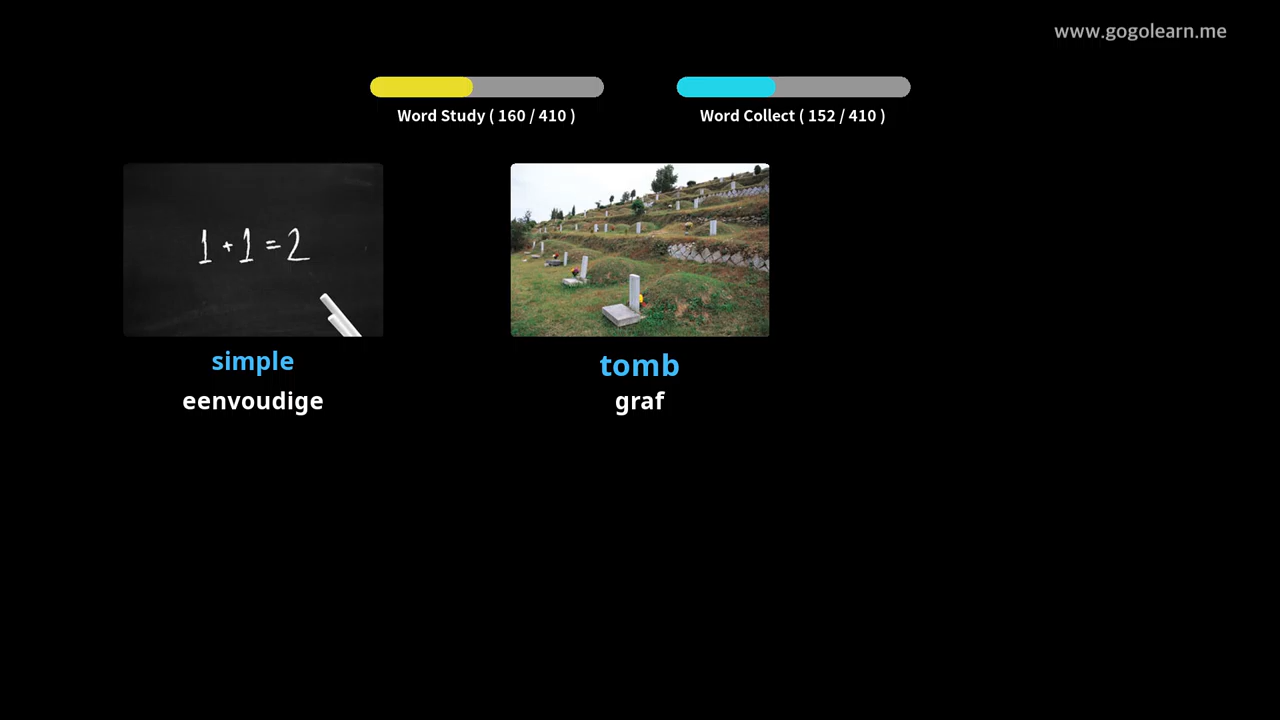 www.gogolearn.me
Word Study ( 160 / 410 )
Word Collect ( 152 / 410 )
1 + 1 = 2
simple
eenvoudige
tomb
graf